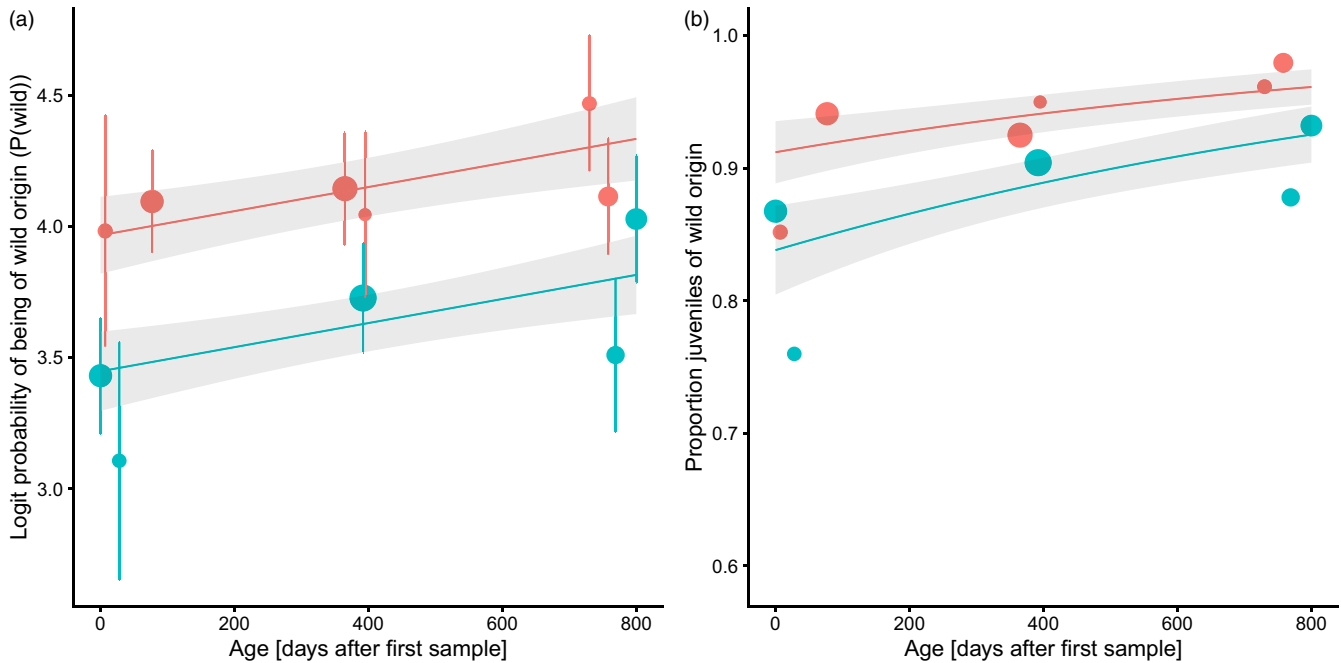 (a)
Logit probability of being of wild origin (P(wild))
4.5
4.0
3.5
3.0
0 200 400 600 800
Age [days after first sample]
(b)
Proportion juveniles of wild origin
1.0
0.9
0.8
0.7
0.6
0 200 400 600 800
Age [days after first sample]